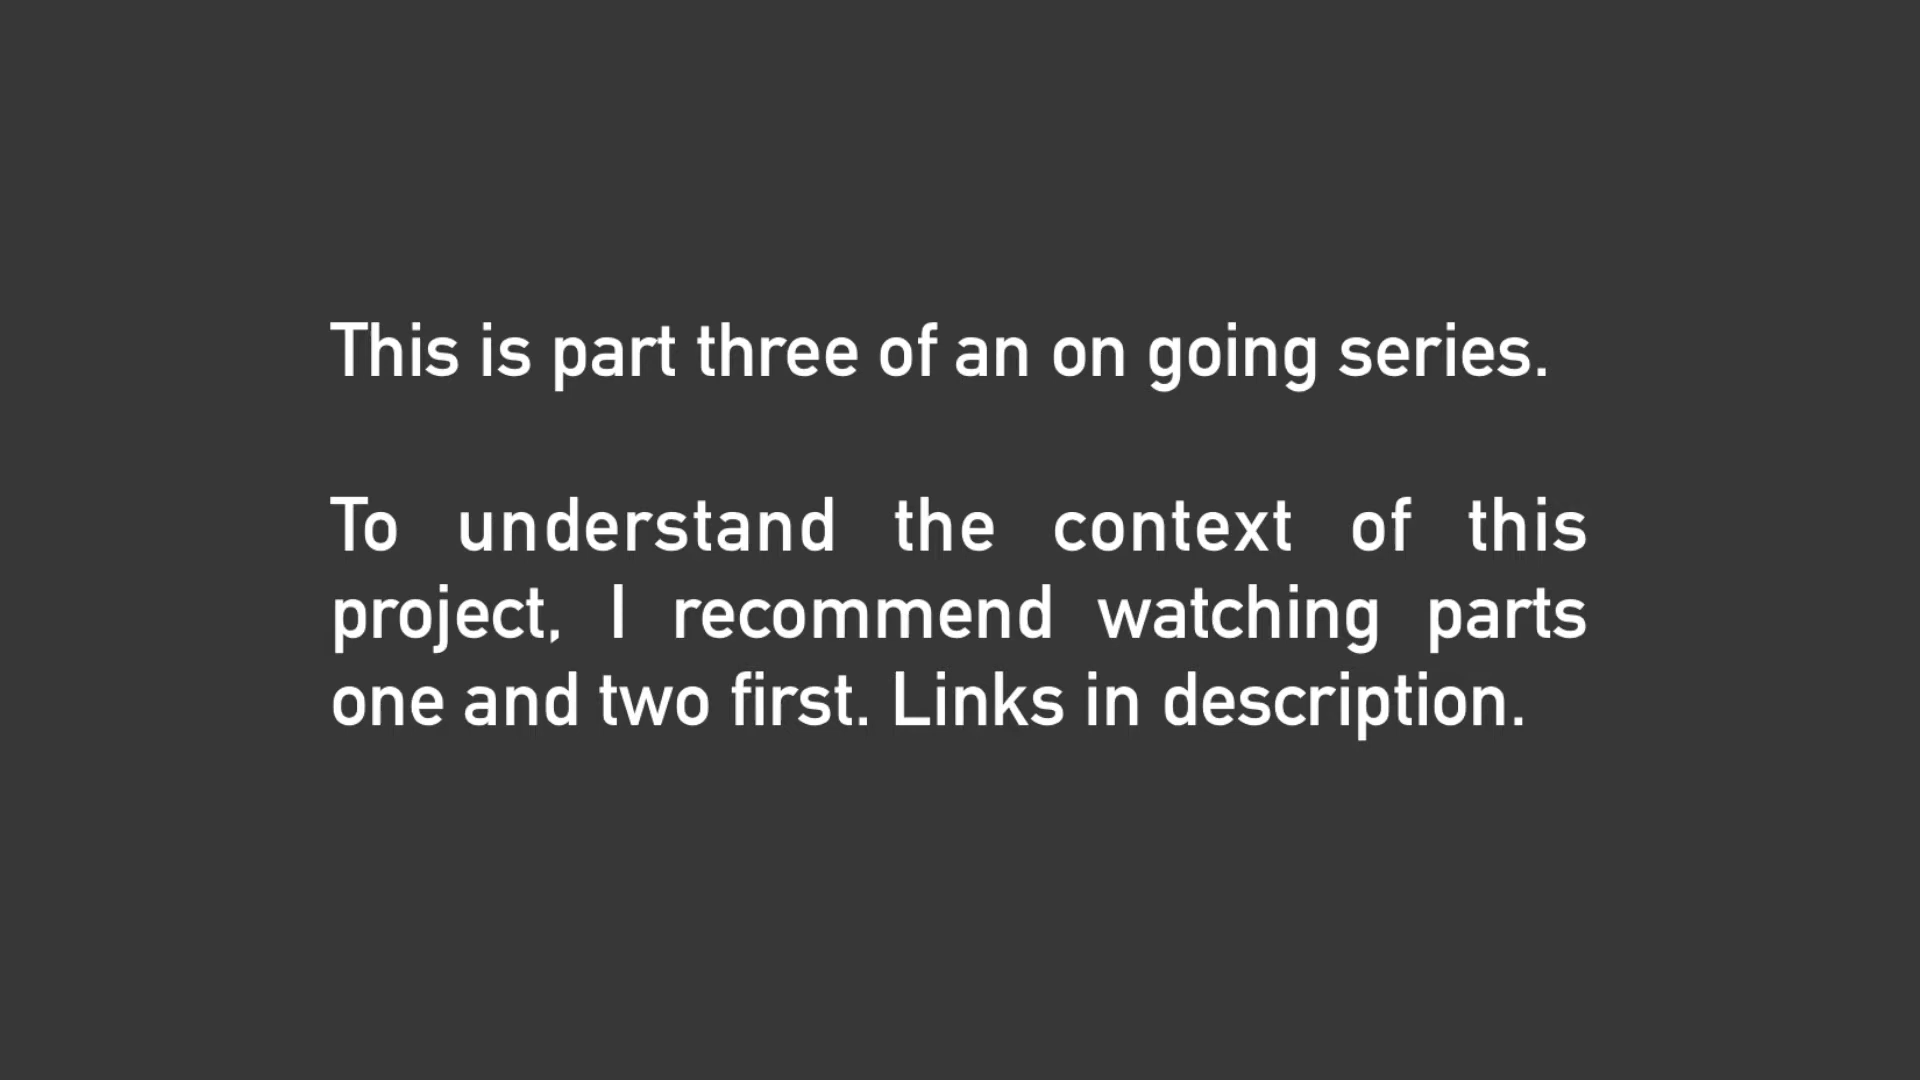 This is part three of an on going series.
To understand the context of this
project, I recommend watching parts
one and two first. Links in description.